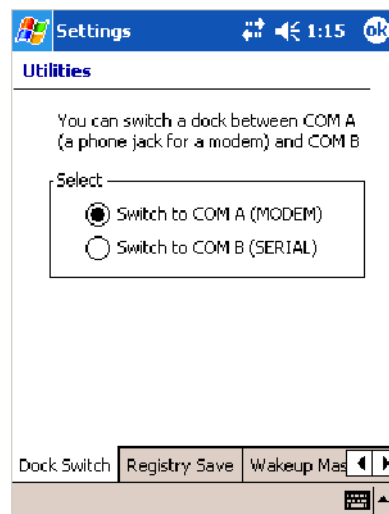 Settings 1:15 ok
Utilities
You can switch a dock between COM A
(a phone jack for a modem) and COM B
Select
Switch to COM A (MODEM)
Switch to COM B (SERIAL)
Dock Switch Registry Save Wakeup Mas